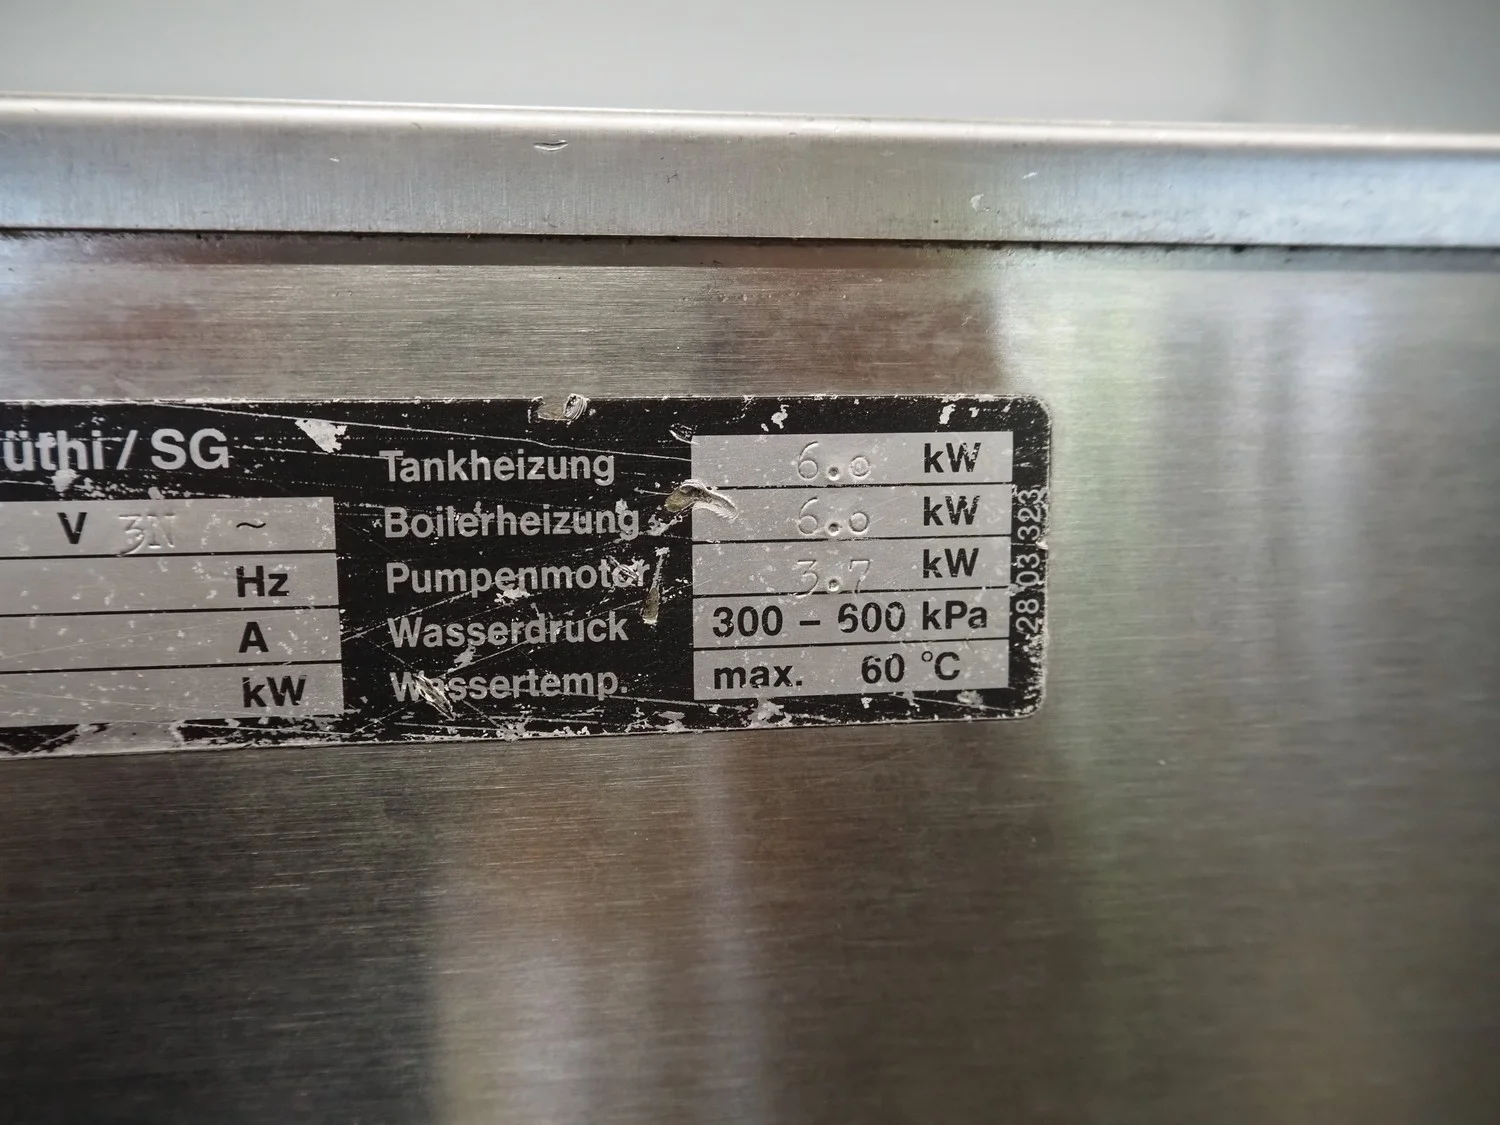 üthi / SG
V 3N ~
Hz
A
kW
Tankheizung 6.0 kW
Boilerheizung 6.0 kW
Pumpenmotor 3.7 kW
Wasserdruck 300 – 600 kPa
Wassertemp. max. 60 °C
28 03 323